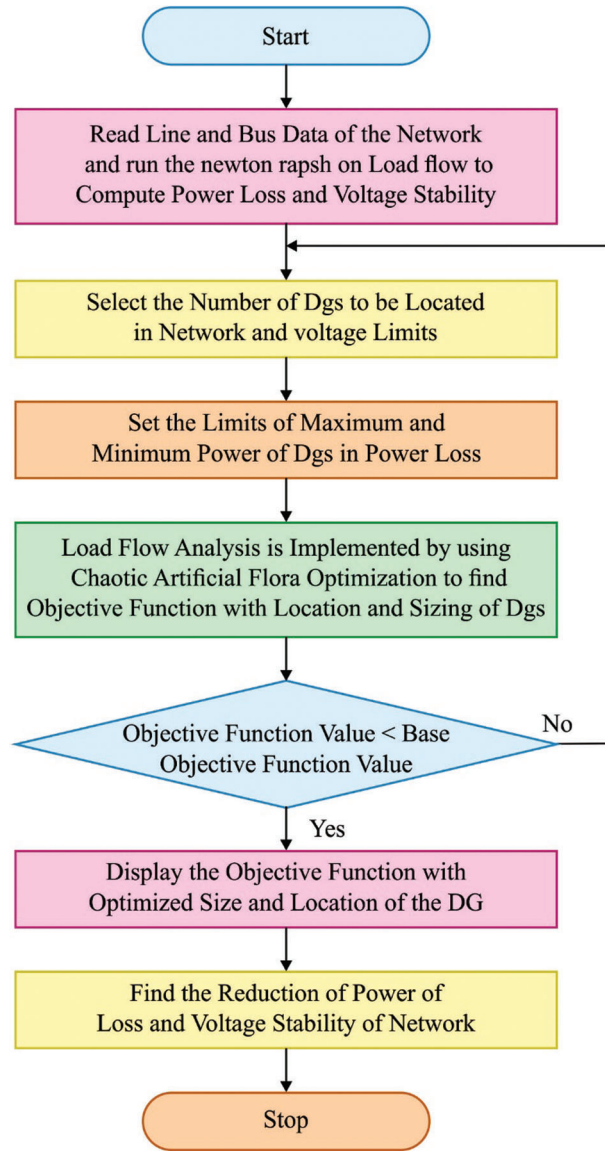 Start
Read Line and Bus Data of the Network
and run the newton rapsh on Load flow to
Compute Power Loss and Voltage Stability
Select the Number of Dgs to be Located
in Network and voltage Limits
Set the Limits of Maximum and
Minimum Power of Dgs in Power Loss
Load Flow Analysis is Implemented by using
Chaotic Artificial Flora Optimization to find
Objective Function with Location and Sizing of Dgs
Objective Function Value < Base
Objective Function Value
No
Yes
Display the Objective Function with
Optimized Size and Location of the DG
Find the Reduction of Power of
Loss and Voltage Stability of Network
Stop